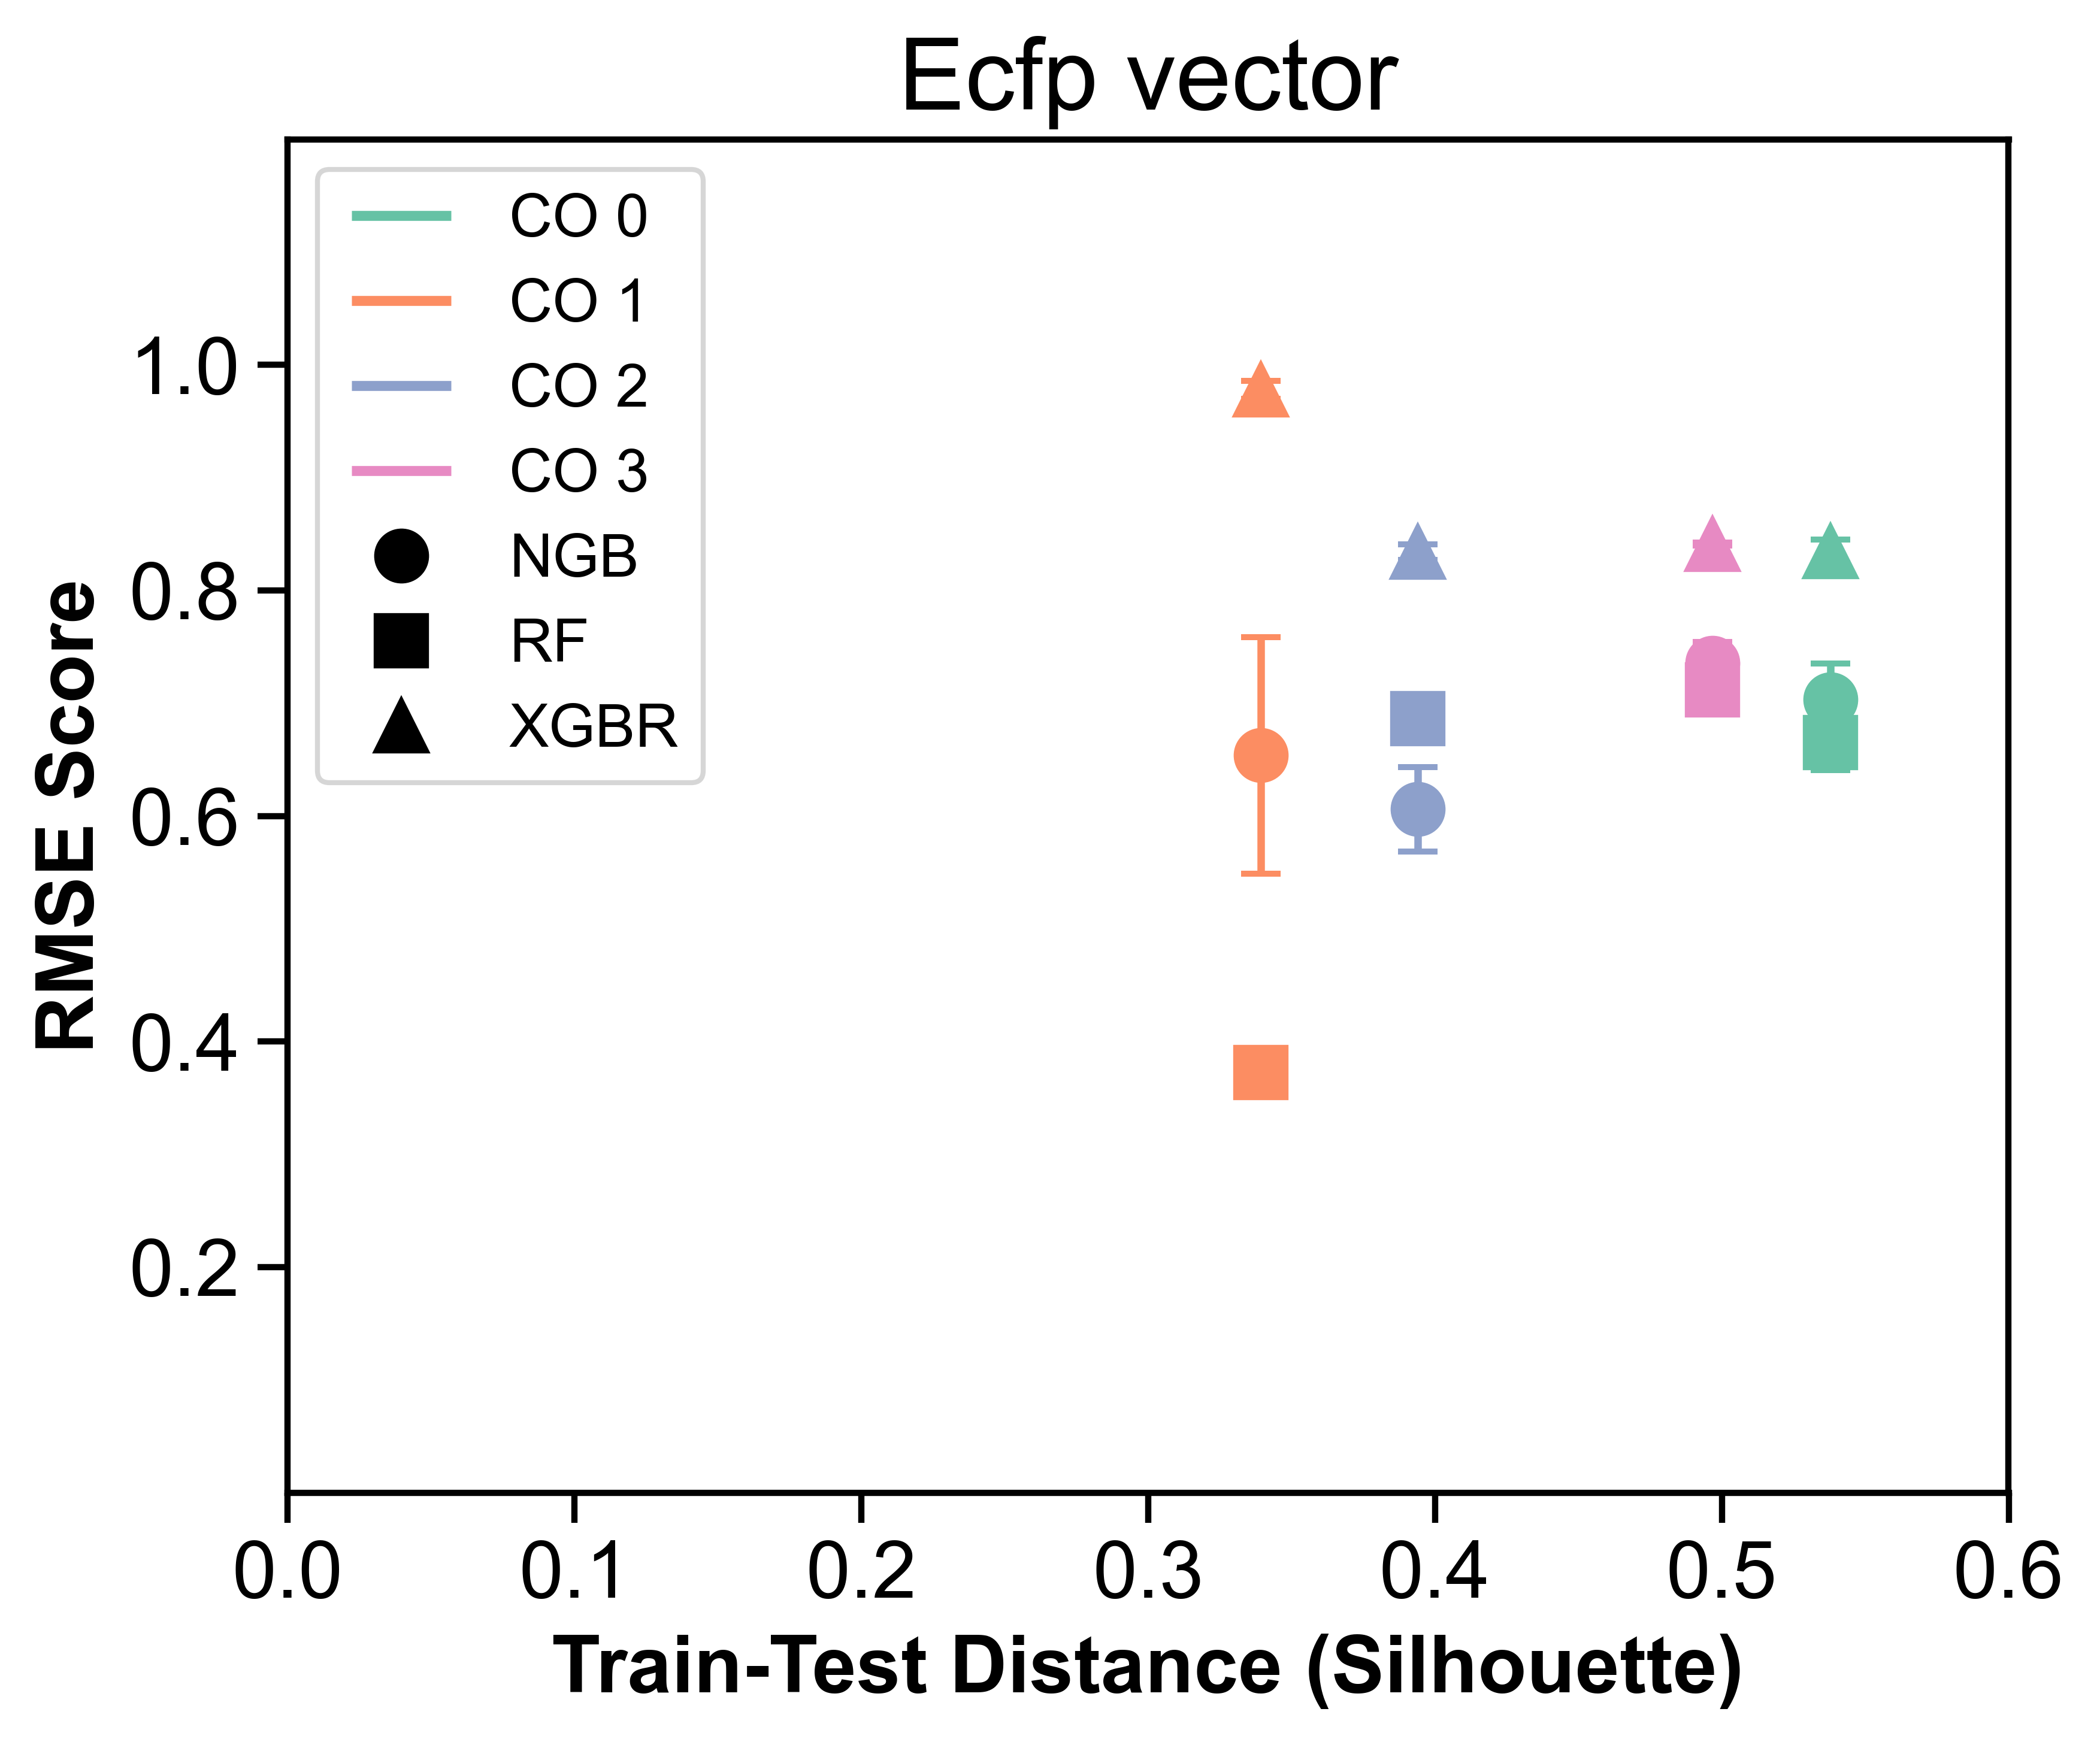 Ecfp vector
CO 0
CO 1
CO 2
CO 3
NGB
RF
XGBR
RMSE Score
1.0
0.8
0.6
0.4
0.2
0.0 0.1 0.2 0.3 0.4 0.5 0.6
Train-Test Distance (Silhouette)